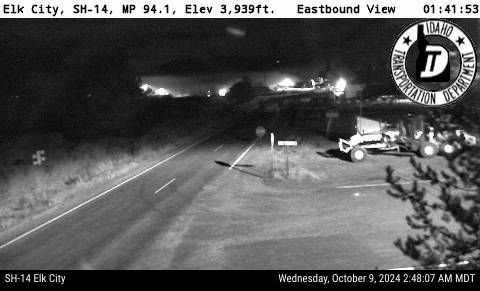 Elk City, SH-14, MP 94.1, Elev 3,939ft. Eastbound View 01:41:53
IDAHO
TRANSPORTATION DEPARTMENT
SH-14 Elk City Wednesday, October 9, 2024 2:48:07 AM MDT